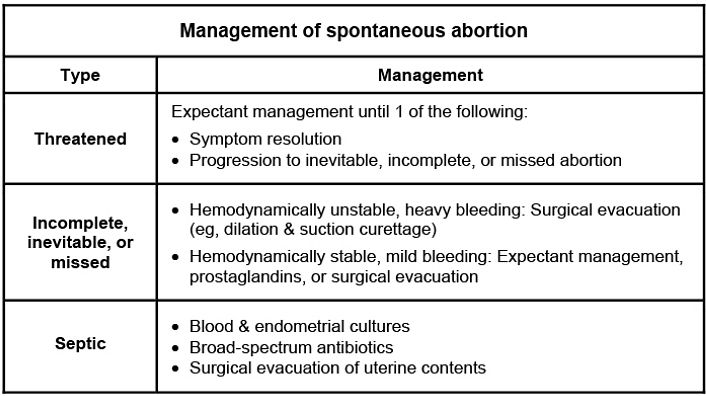 Management of spontaneous abortion
Type
Management
Threatened
Expectant management until 1 of the following:
• Symptom resolution
• Progression to inevitable, incomplete, or missed abortion
Incomplete,
inevitable, or
missed
• Hemodynamically unstable, heavy bleeding: Surgical evacuation
(eg, dilation & suction curettage)
• Hemodynamically stable, mild bleeding: Expectant management,
prostaglandins, or surgical evacuation
Septic
• Blood & endometrial cultures
• Broad-spectrum antibiotics
• Surgical evacuation of uterine contents